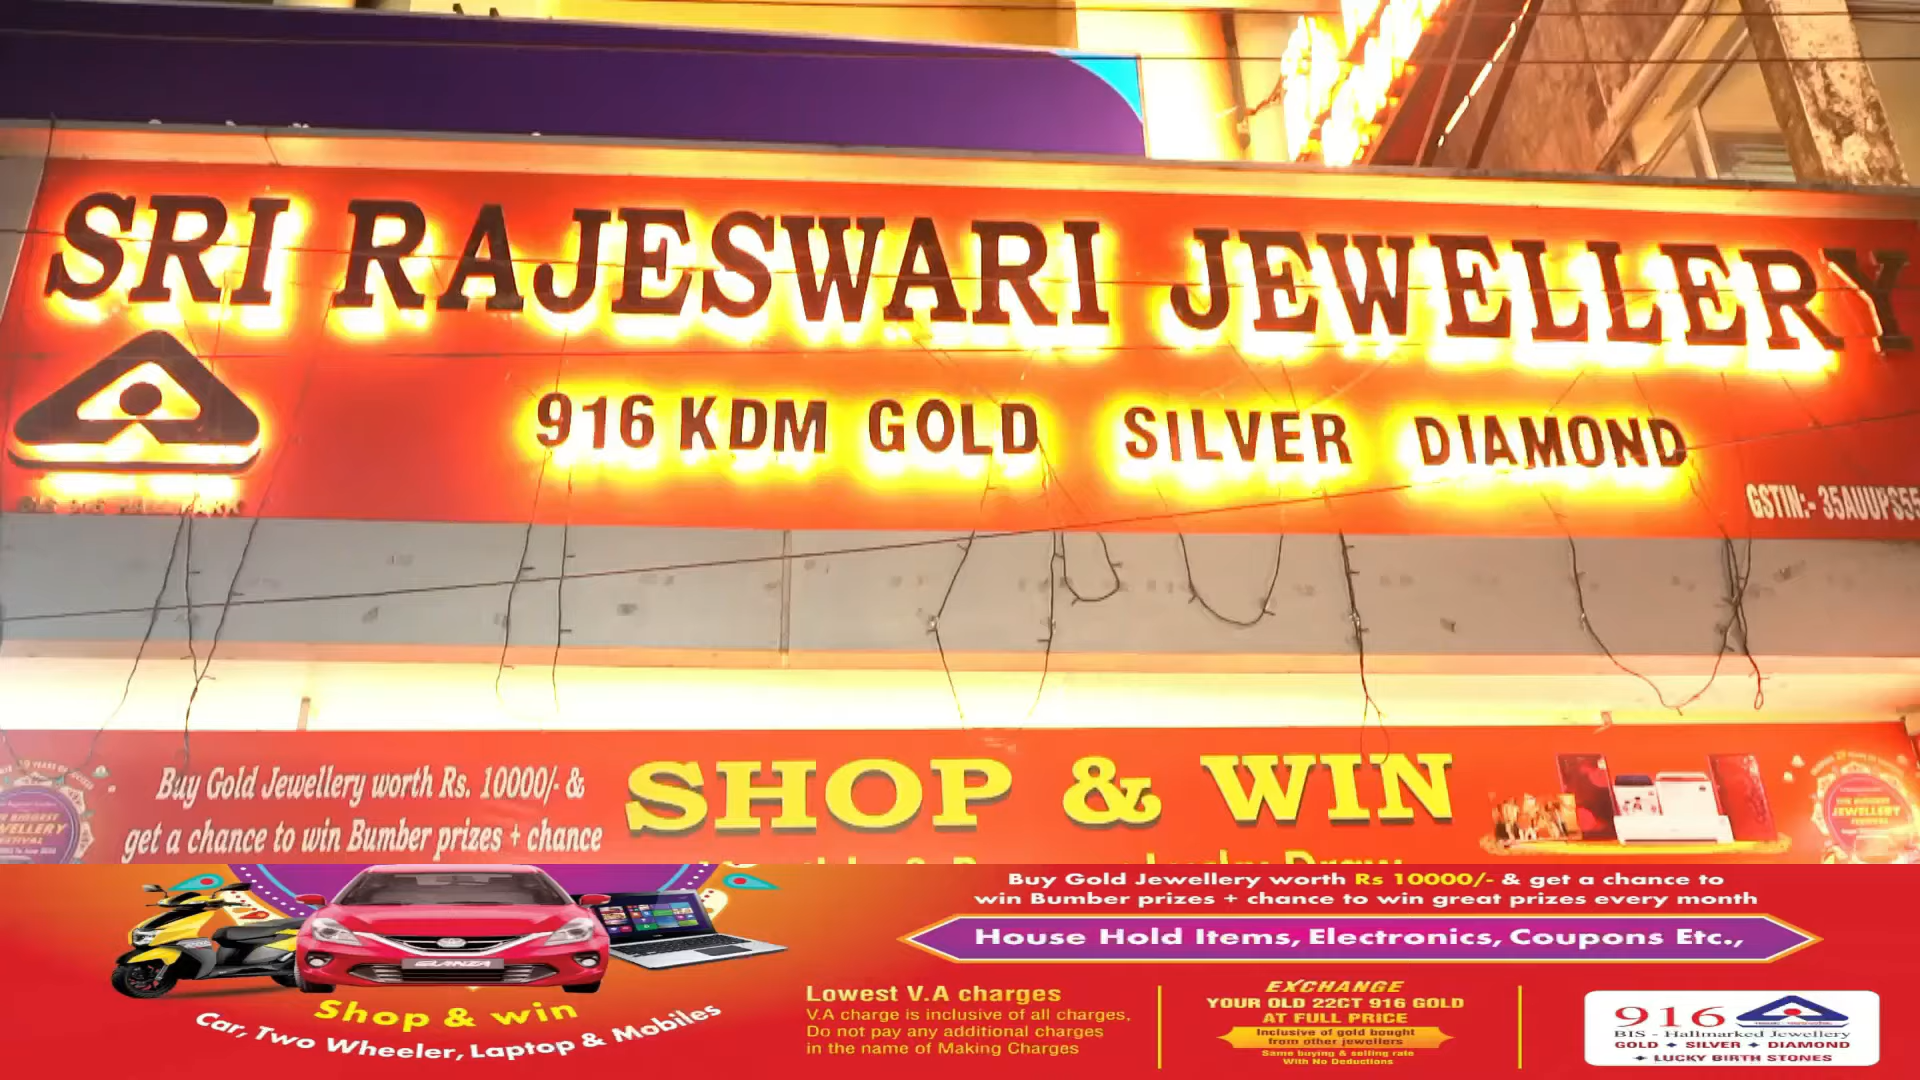 SRI RAJESWARI JEWELLERY
916 KDM GOLD SILVER DIAMOND
GSTIN:- 35AUUPS55
Buy Gold Jewellery worth Rs. 10000/- &
get a chance to win Bumber prizes + chance
SHOP & WIN
JEWELLERY
Buy Gold Jewellery worth Rs 10000/- & get a chance to
win Bumber prizes + chance to win great prizes every month
House Hold Items, Electronics, Coupons Etc.,
GLANZA
Shop & win
Car, Two Wheeler, Laptop & Mobiles
Lowest V.A charges
V.A charge is inclusive of all charges,
Do not pay any additional charges
in the name of Making Charges
EXCHANGE
YOUR OLD 22CT 916 GOLD
AT FULL PRICE
Inclusive of gold bought
from other jewellers
Same buying & selling rate
With No Deductions
916
BIS - Hallmarked Jewellery
GOLD ✦ SILVER ✦ DIAMOND
✦ LUCKY BIRTH STONES